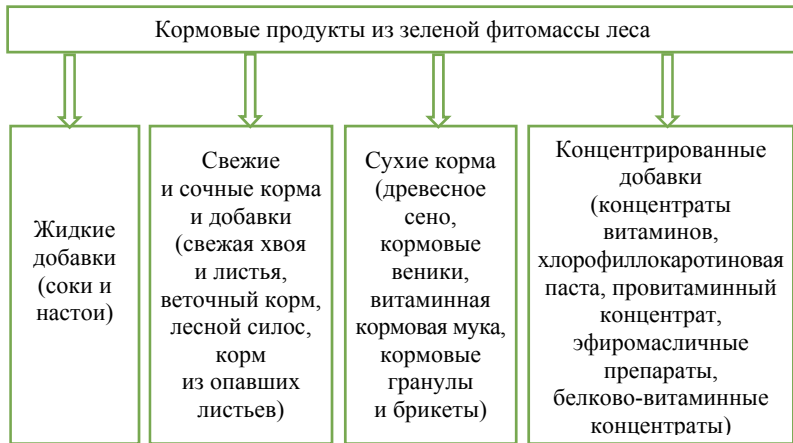 Кормовые продукты из зеленой фитомассы леса
Жидкие
добавки
(соки и
настои)
Свежие
и сочные корма
и добавки
(свежая хвоя
и листья,
веточный корм,
лесной силос,
корм
из опавших
листьев)
Сухие корма
(древесное
сено,
кормовые
веники,
витаминная
кормовая мука,
кормовые
гранулы
и брикеты)
Концентрированные
добавки
(концентраты
витаминов,
хлорофиллокаротиновая
паста, провитаминный
концентрат,
эфиромасличные
препараты,
белково-витаминные
концентраты)